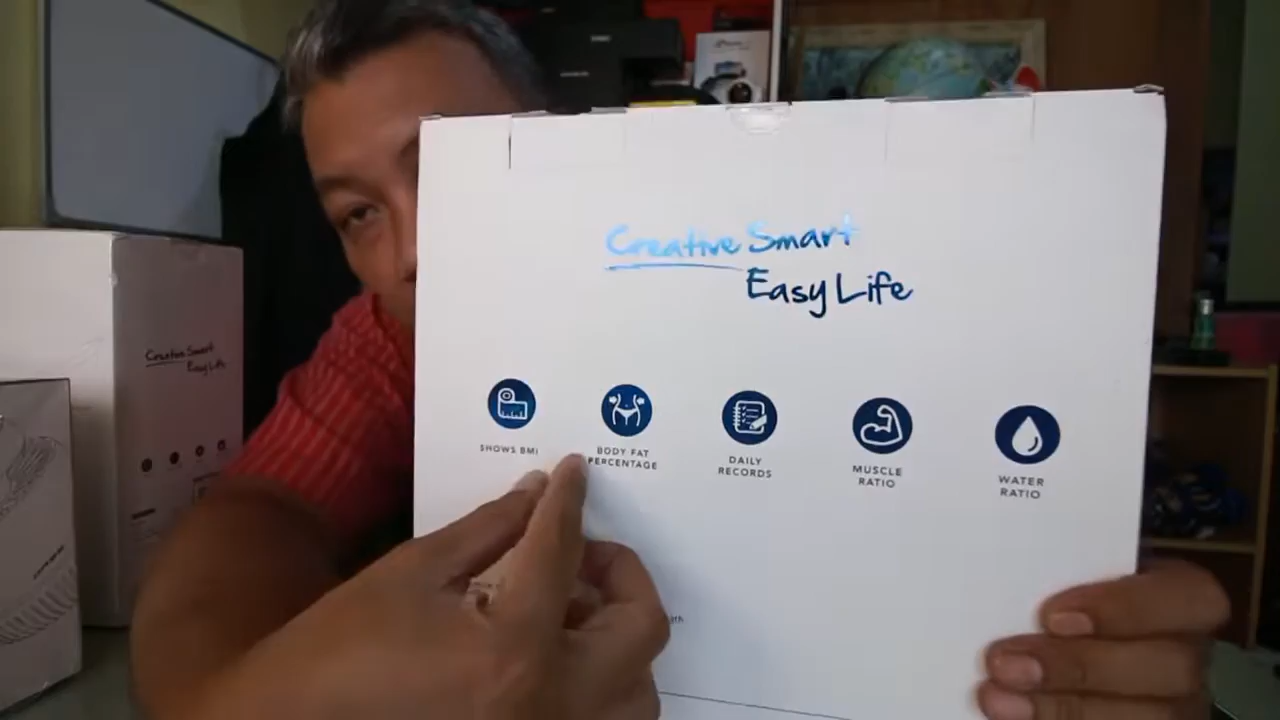 Creative Smart
Easy Life
SHOWS BMI
BODY FAT
PERCENTAGE
DAILY
RECORDS
MUSCLE
RATIO
WATER
RATIO
Creative Smart
Easy Life